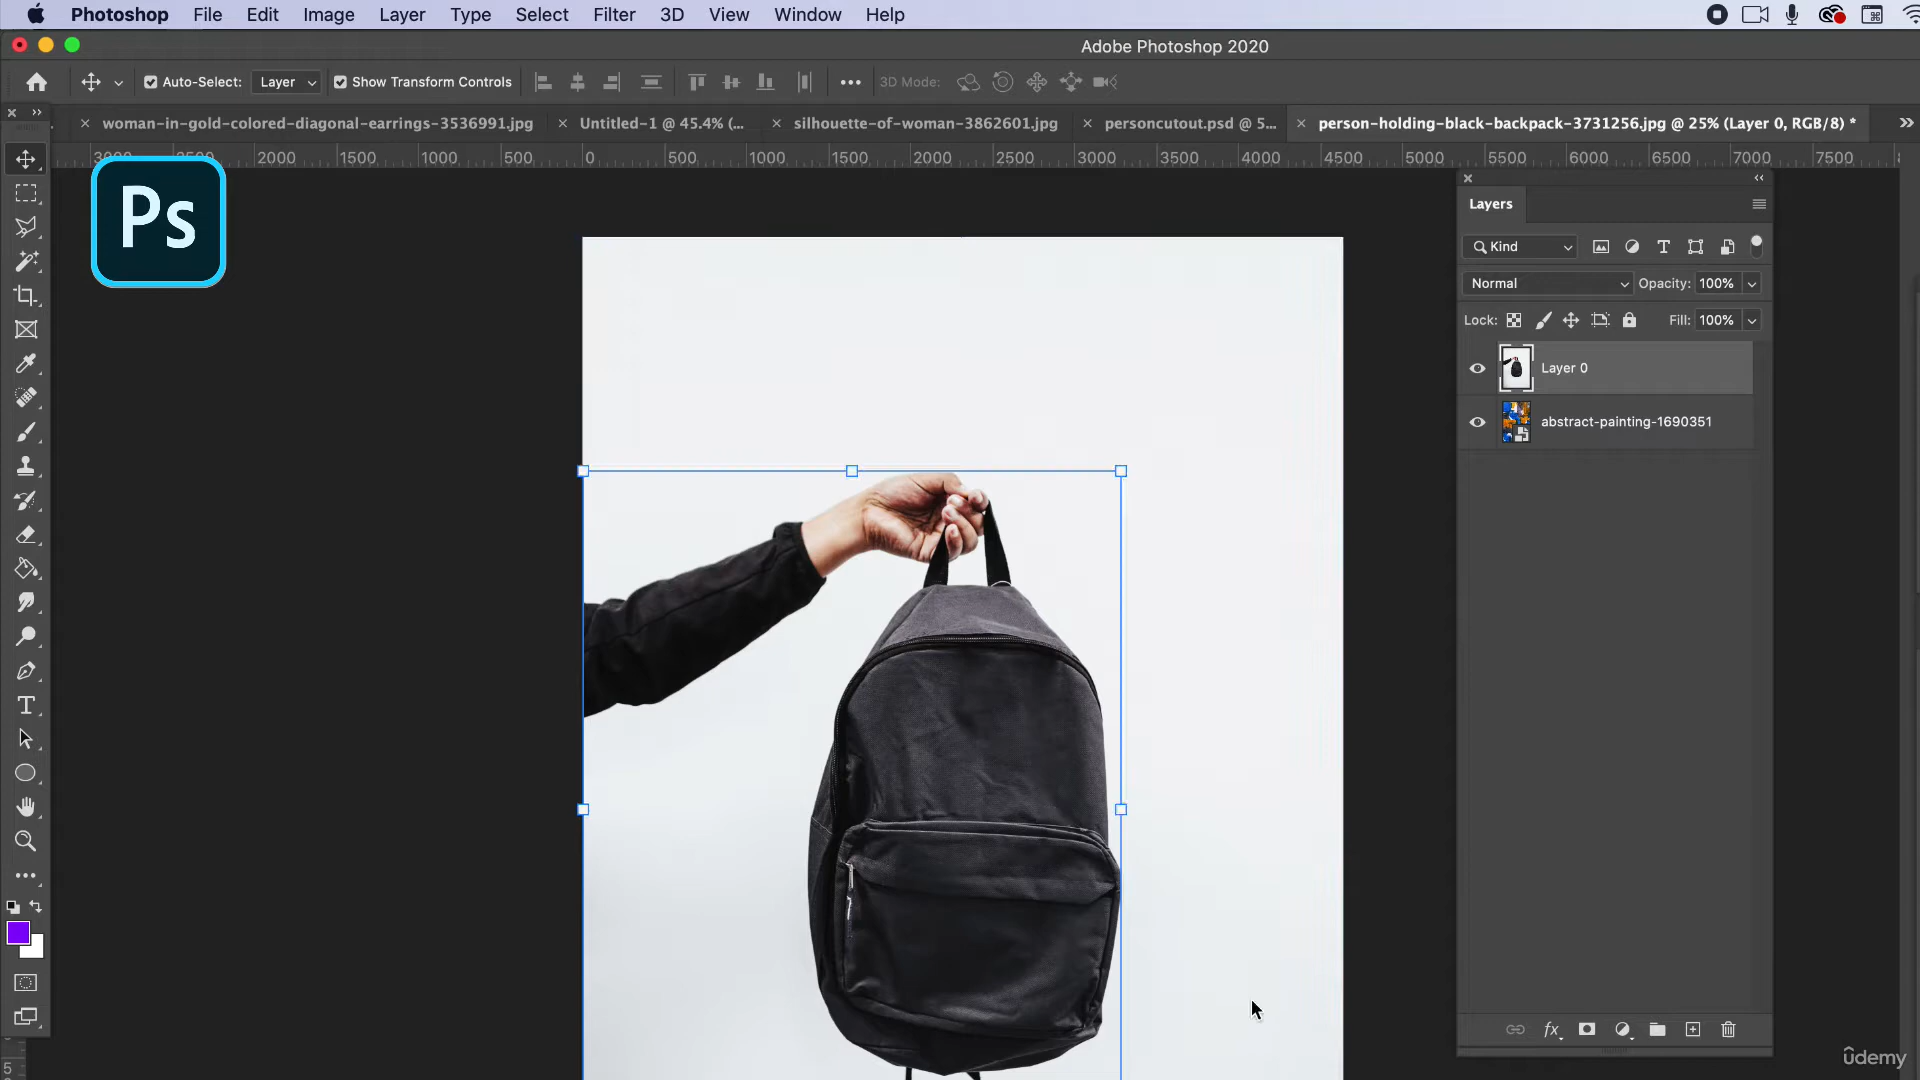 Photoshop File Edit Image Layer Type Select Filter 3D View Window Help
Adobe Photoshop 2020
Auto-Select: Layer Show Transform Controls 3D Mode:
woman-in-gold-colored-diagonal-earrings-3536991.jpg Untitled-1 @ 45.4% (... silhouette-of-woman-3862601.jpg personcutout.psd @ 5... person-holding-black-backpack-3731256.jpg @ 25% (Layer 0, RGB/8) *
3000 2500 2000 1500 1000 500 0 500 1000 1500 2000 2500 3000 3500 4000 4500 5000 5500 6000 6500 7000 7500
Ps
Layers
Kind
Normal Opacity: 100%
Lock: Fill: 100%
Layer 0
abstract-painting-1690351
fx
5
ûdemy